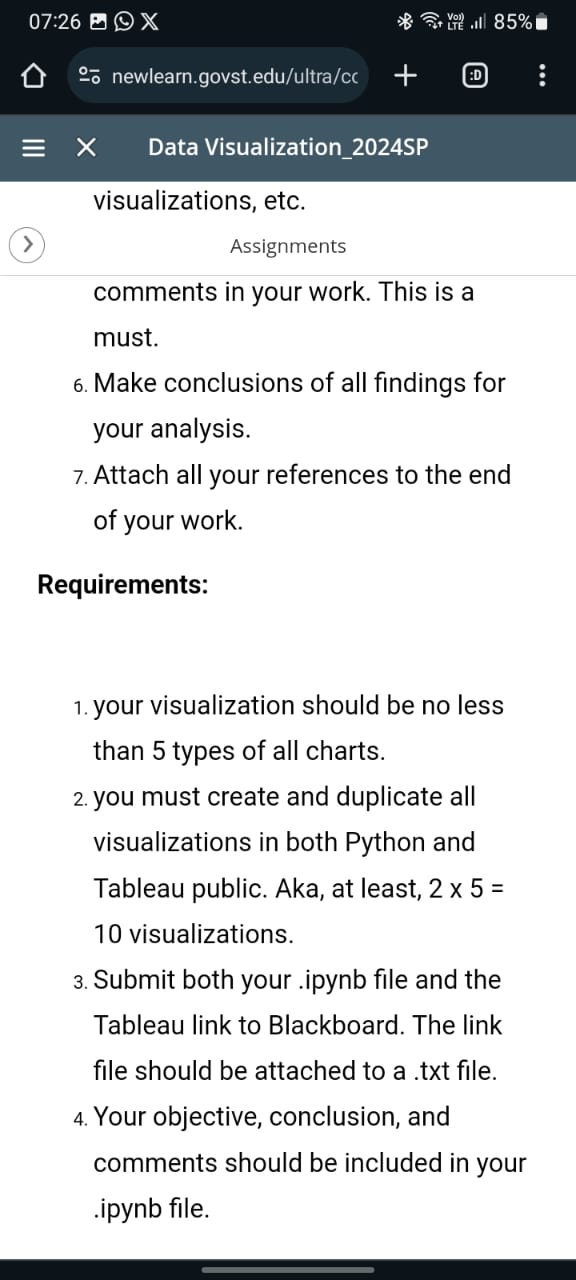 07:26
Vo)) LTE 85%
newlearn.govst.edu/ultra/cc
:D
Data Visualization_2024SP
visualizations, etc.
Assignments
comments in your work. This is a
must.
6. Make conclusions of all findings for
your analysis.
7. Attach all your references to the end
of your work.
Requirements:
1. your visualization should be no less
than 5 types of all charts.
2. you must create and duplicate all
visualizations in both Python and
Tableau public. Aka, at least, 2 x 5 =
10 visualizations.
3. Submit both your .ipynb file and the
Tableau link to Blackboard. The link
file should be attached to a .txt file.
4. Your objective, conclusion, and
comments should be included in your
.ipynb file.